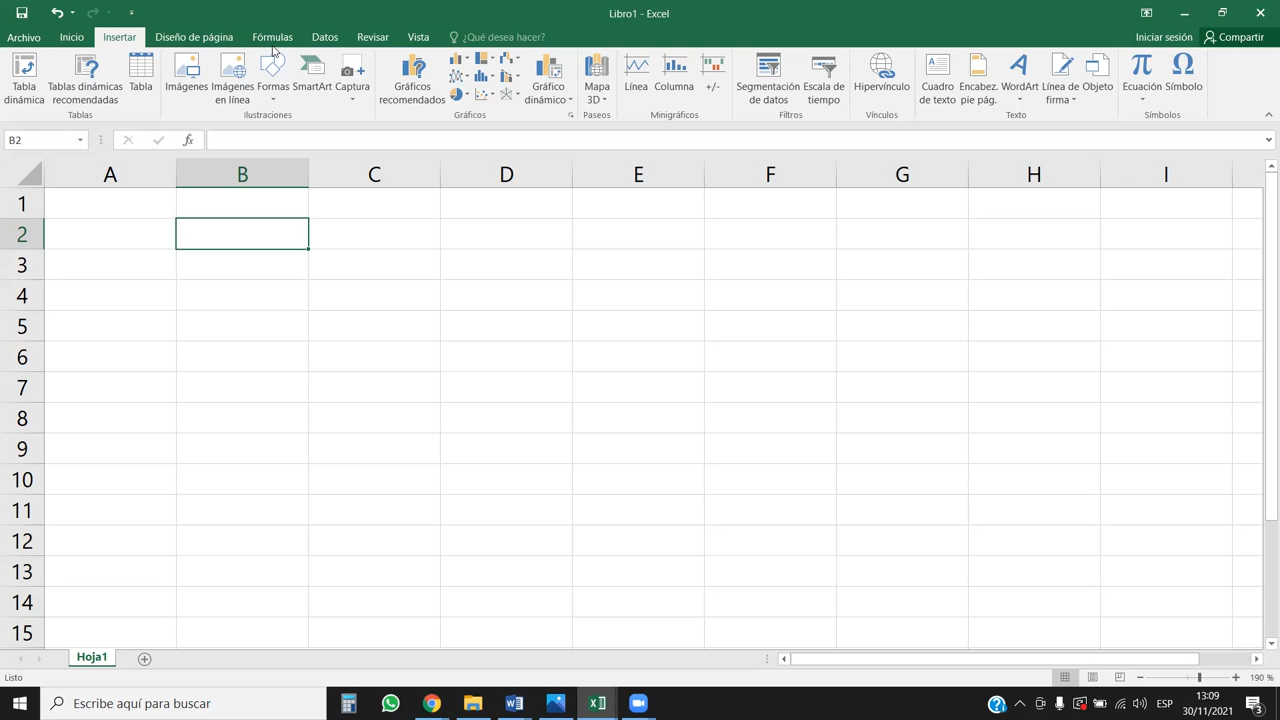 Libro1 - Excel
Archivo Inicio Insertar Diseño de página Fórmulas Datos Revisar Vista ¿Qué desea hacer? Iniciar sesión Compartir
Tabla dinámica
Tablas dinámicas recomendadas
Tabla
Imágenes
Imágenes en línea
Formas
SmartArt
Captura
Gráficos recomendados
Gráfico dinámico
Mapa 3D
Línea
Columna
+/-
Segmentación de datos
Escala de tiempo
Hipervínculo
Cuadro de texto
Encabez. pie pág.
WordArt
Línea de firma
Objeto
Ecuación
Símbolo
Tablas Ilustraciones Gráficos Paseos Minigráficos Filtros Vínculos Texto Símbolos
B2 fx
A B C D E F G H I
1
2
3
4
5
6
7
8
9
10
11
12
13
14
15
Hoja1
Listo 190 %
Escribe aquí para buscar ESP 13:09
30/11/2021 3